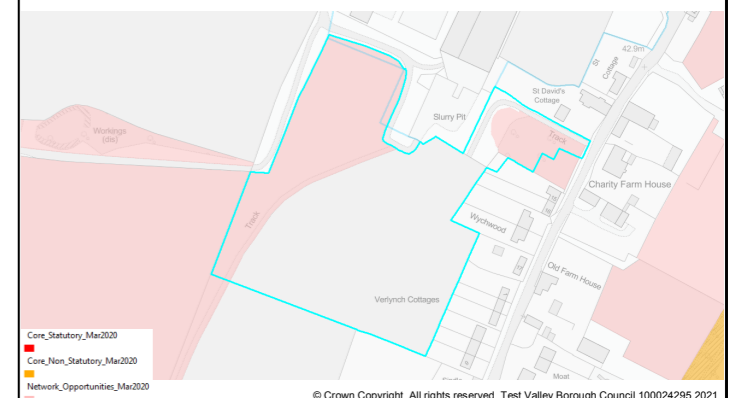 42.9m
St
Cottage
St David's
Cottage
Slurry Pit
Track
Workings
(dis)
Charity Farm House
Track
Wychwood
15
Old Farm House
Verlynch Cottages
Moat
Core_Statutory_Mar2020
Core_Non_Statutory_Mar2020
Network_Opportunities_Mar2020
© Crown Copyright. All rights reserved. Test Valley Borough Council 100024295 2021